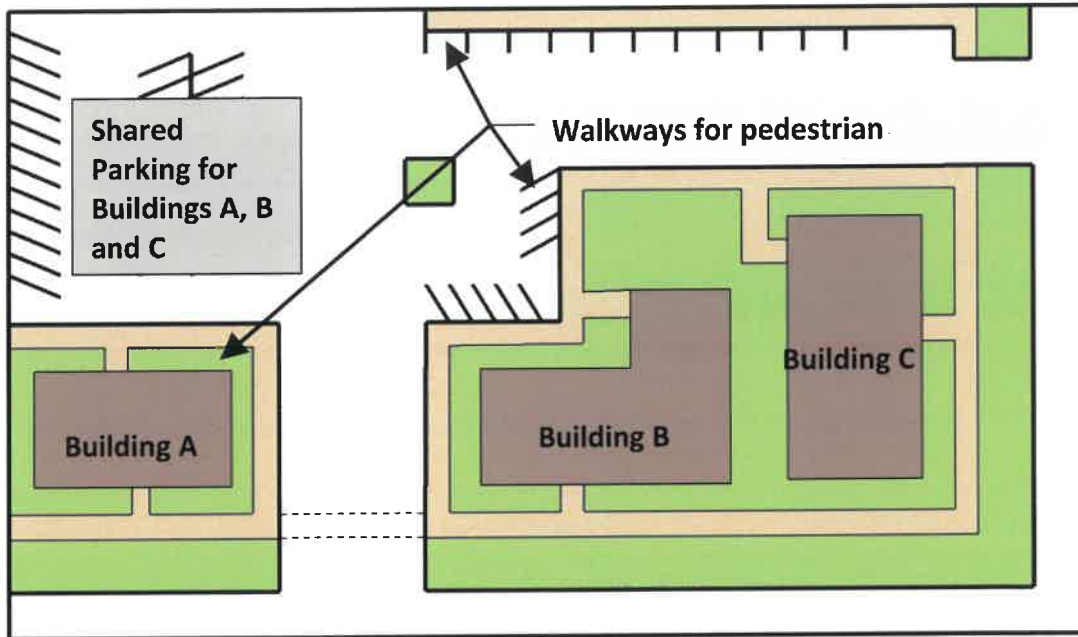 Shared
Parking for
Buildings A, B
and C
Walkways for pedestrian
Building A
Building B
Building C